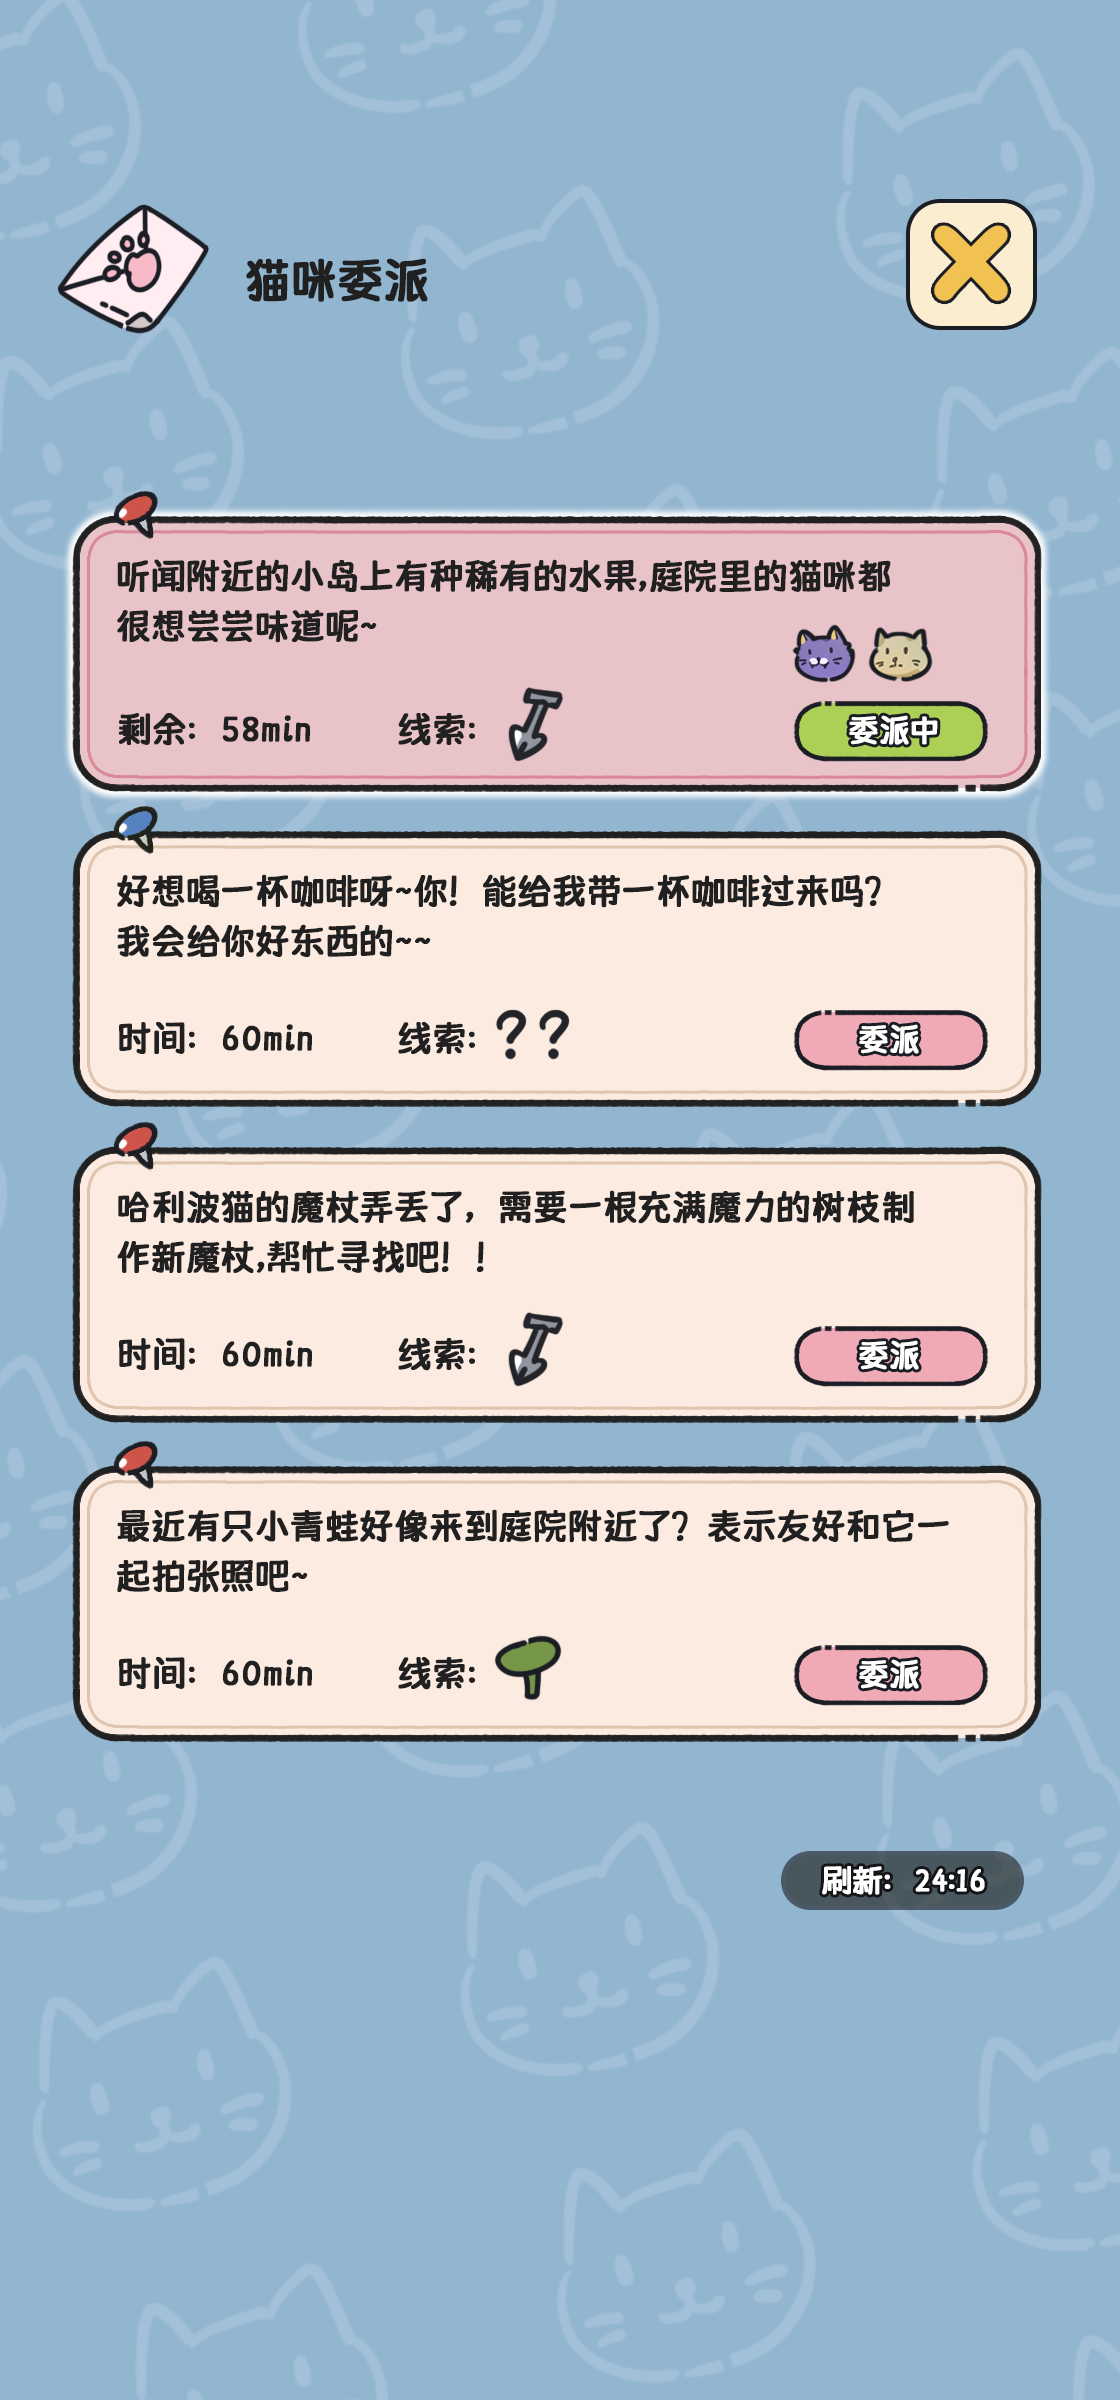 猫咪委派
听闻附近的小岛上有种稀有的水果,庭院里的猫咪都
很想尝尝味道呢~
剩余: 58min 线索: 委派中
好想喝一杯咖啡呀~你! 能给我带一杯咖啡过来吗?
我会给你好东西的~~
时间: 60min 线索: ?? 委派
哈利波猫的魔杖弄丢了, 需要一根充满魔力的树枝制
作新魔杖,帮忙寻找吧! !
时间: 60min 线索: 委派
最近有只小青蛙好像来到庭院附近了? 表示友好和它一
起拍张照吧~
时间: 60min 线索: 委派
刷新: 24:16